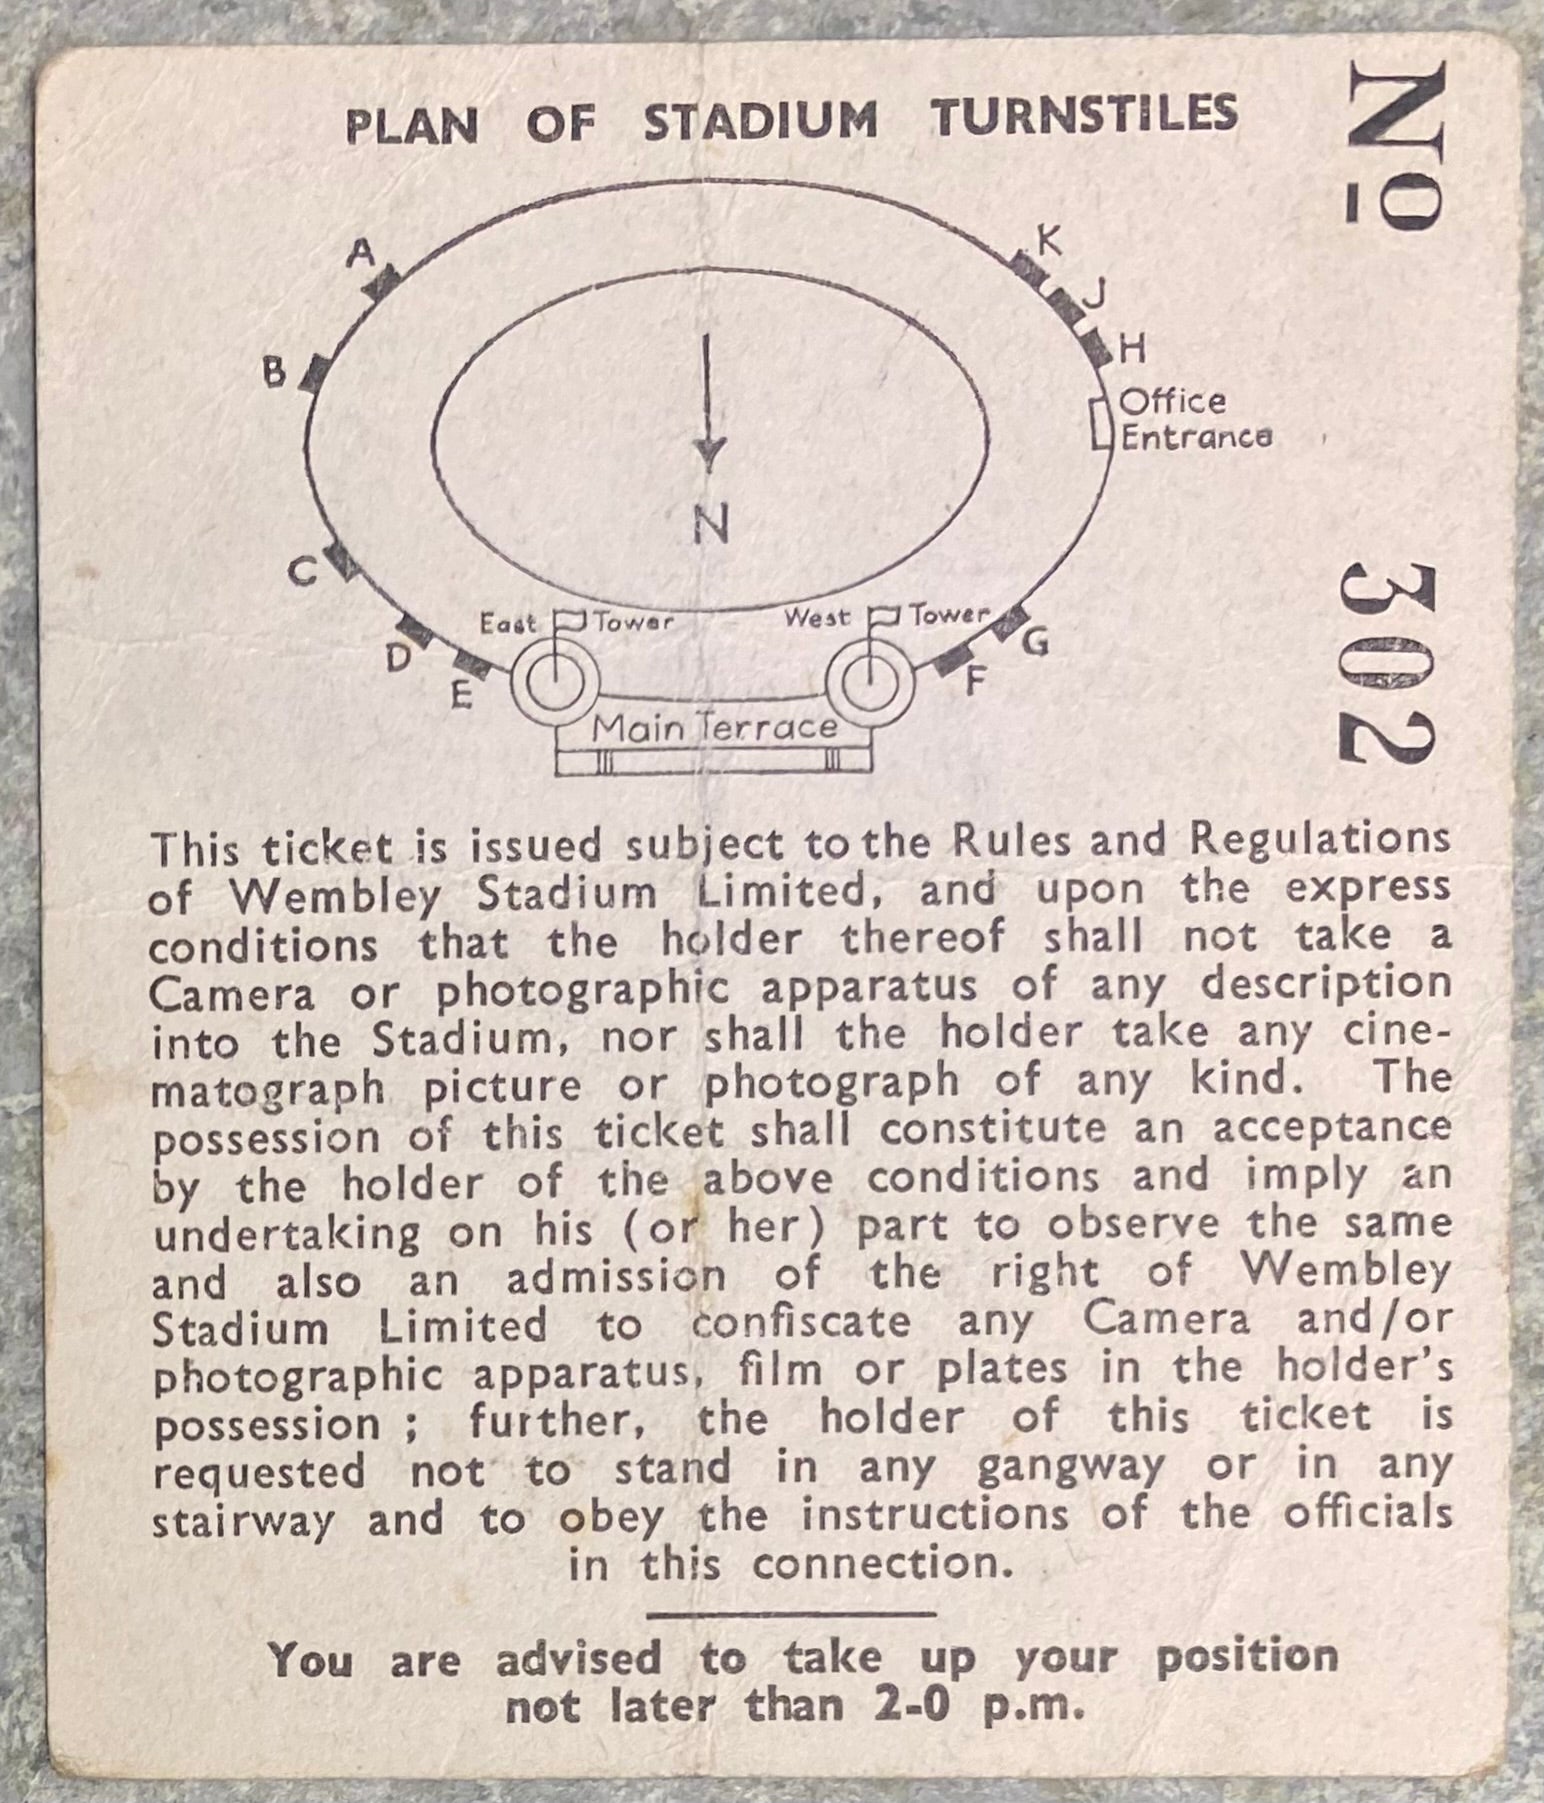 PLAN OF STADIUM TURNSTILES
Nº 302
A
K
J
B
H
Office
Entrance
N
C
East Tower
West Tower
D
G
E
F
Main Terrace
This ticket is issued subject to the Rules and Regulations
of Wembley Stadium Limited, and upon the express
conditions that the holder thereof shall not take a
Camera or photographic apparatus of any description
into the Stadium, nor shall the holder take any cine-
matograph picture or photograph of any kind. The
possession of this ticket shall constitute an acceptance
by the holder of the above conditions and imply an
undertaking on his (or her) part to observe the same
and also an admission of the right of Wembley
Stadium Limited to confiscate any Camera and/or
photographic apparatus, film or plates in the holder's
possession ; further, the holder of this ticket is
requested not to stand in any gangway or in any
stairway and to obey the instructions of the officials
in this connection.
You are advised to take up your position
not later than 2-0 p.m.